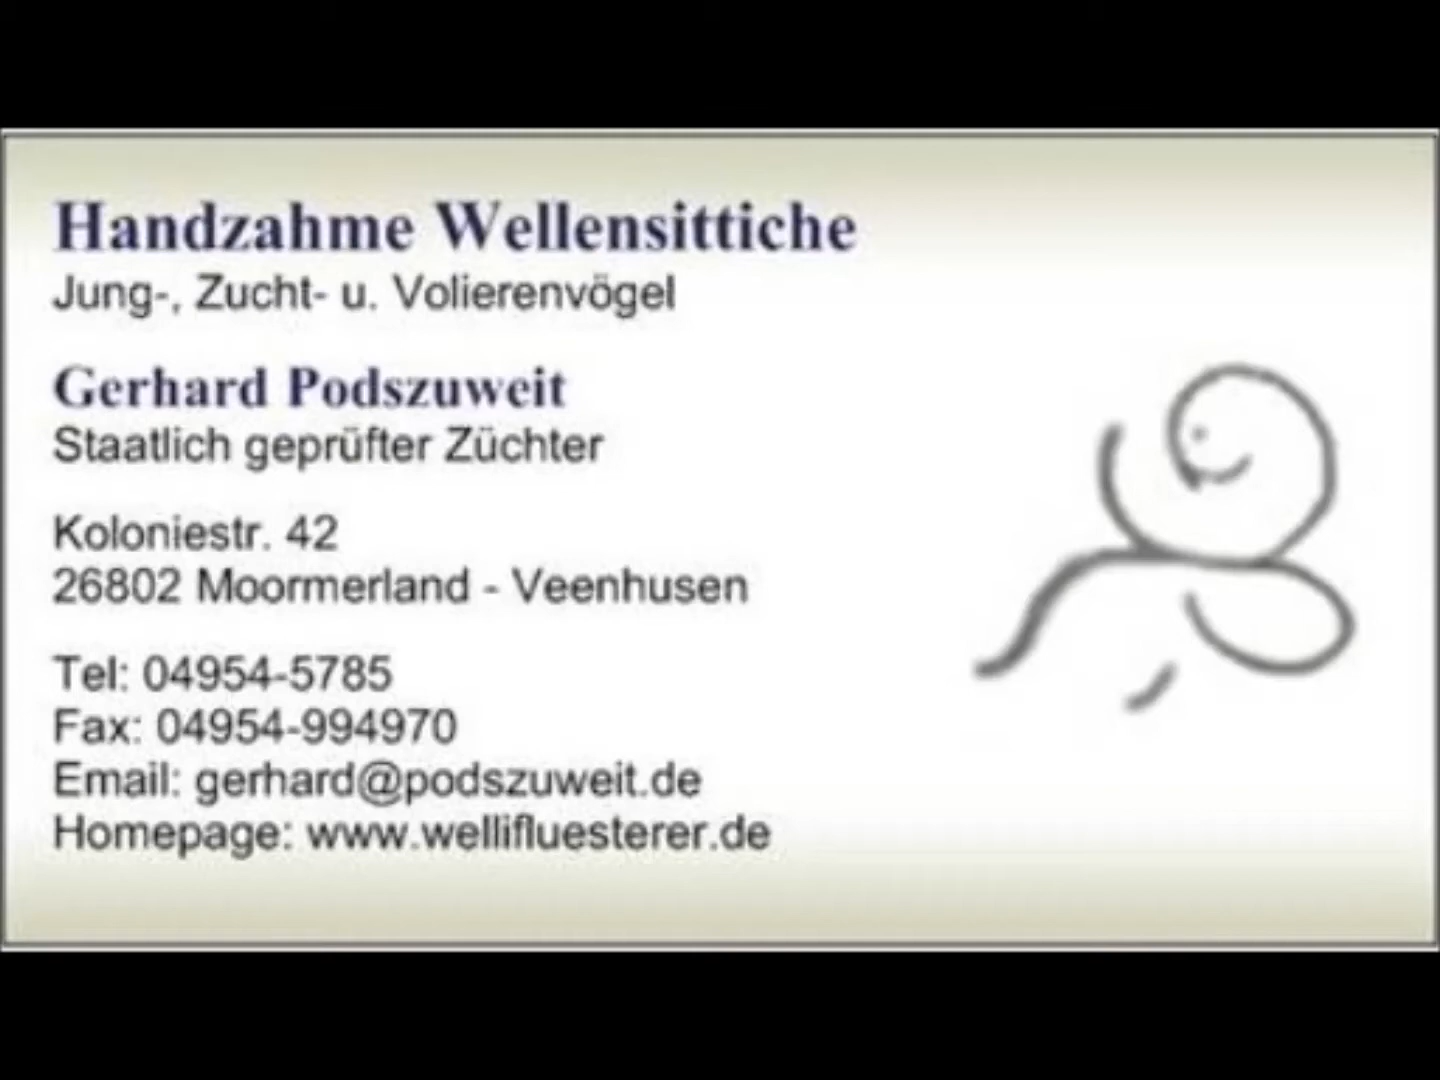 Handzahme Wellensittiche
Jung-, Zucht- u. Volierenvögel
Gerhard Podszuweit
Staatlich geprüfter Züchter
Koloniestr. 42
26802 Moormerland - Veenhusen
Tel: 04954-5785
Fax: 04954-994970
Email: gerhard@podszuweit.de
Homepage: www.wellifluesterer.de